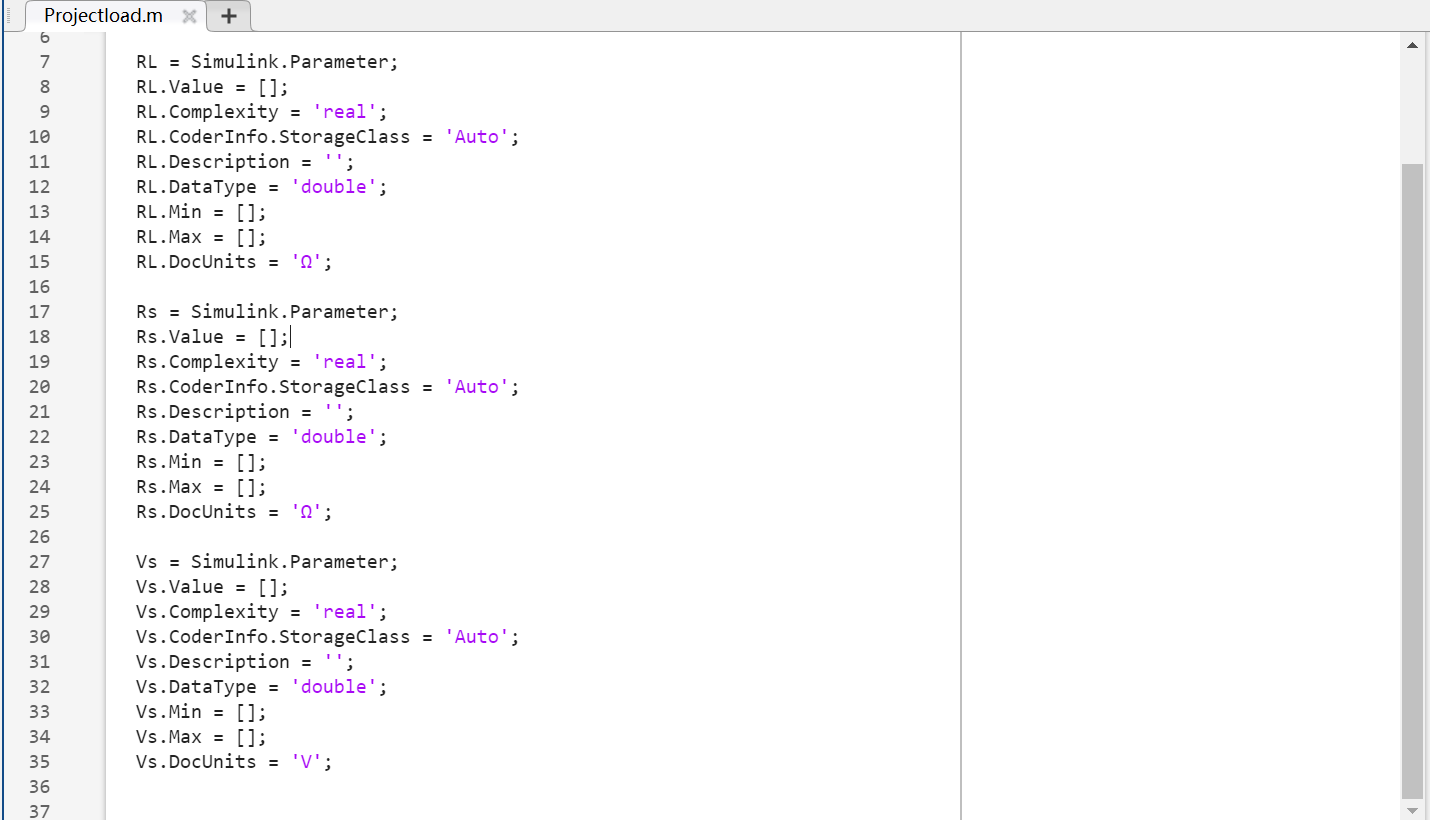 Projectload.m
6
7 RL = Simulink.Parameter;
8 RL.Value = [];
9 RL.Complexity = 'real';
10 RL.CoderInfo.StorageClass = 'Auto';
11 RL.Description = '';
12 RL.DataType = 'double';
13 RL.Min = [];
14 RL.Max = [];
15 RL.DocUnits = 'Ω';
16
17 Rs = Simulink.Parameter;
18 Rs.Value = [];
19 Rs.Complexity = 'real';
20 Rs.CoderInfo.StorageClass = 'Auto';
21 Rs.Description = '';
22 Rs.DataType = 'double';
23 Rs.Min = [];
24 Rs.Max = [];
25 Rs.DocUnits = 'Ω';
26
27 Vs = Simulink.Parameter;
28 Vs.Value = [];
29 Vs.Complexity = 'real';
30 Vs.CoderInfo.StorageClass = 'Auto';
31 Vs.Description = '';
32 Vs.DataType = 'double';
33 Vs.Min = [];
34 Vs.Max = [];
35 Vs.DocUnits = 'V';
36
37